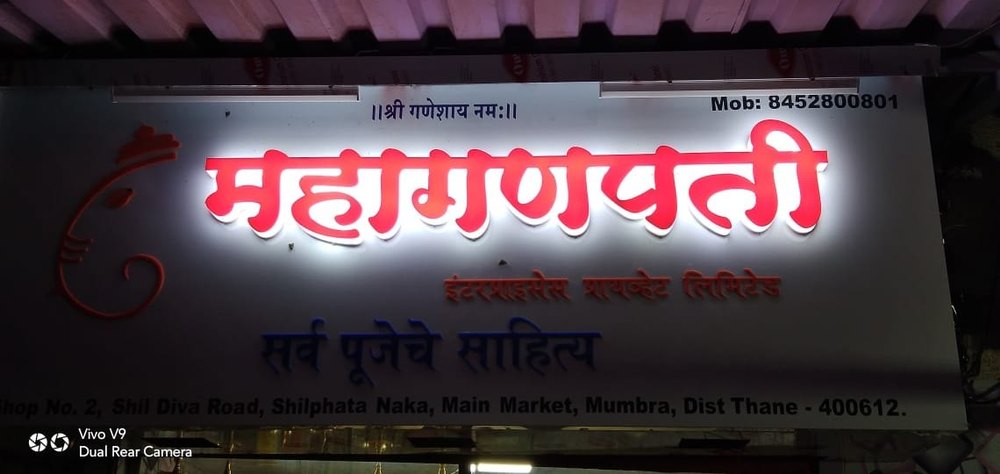 ||श्री गणेशाय नमः||
Mob: 8452800801
महागणपती
इंटरप्राइसेस प्रायव्हेट लिमिटेड
सर्व पूजेचे साहित्य
Shop No. 2, Shil Diva Road, Shilphata Naka, Main Market, Mumbra, Dist Thane - 400612.
Vivo V9
Dual Rear Camera